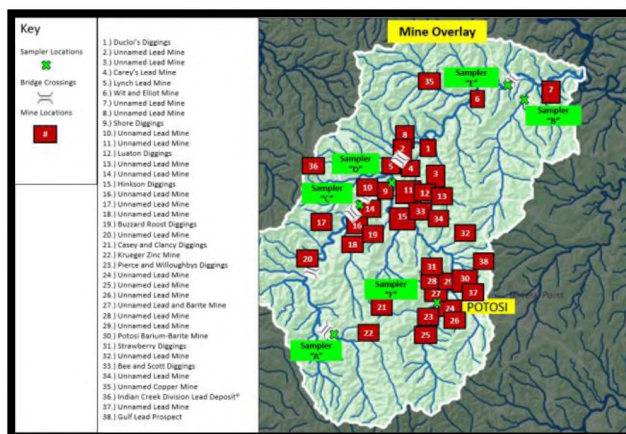 Key
Sampler Locations
Bridge Crossings
Mine Locations
#
1.) Ducloi's Diggings
2.) Unnamed Lead Mine
3.) Unnamed Lead Mine
4.) Carey's Lead Mine
5.) Lynch Lead Mine
6.) Wit and Elliot Mine
7.) Unnamed Lead Mine
8.) Unnamed Lead Mine
9.) Shore Diggings
10.) Unnamed Lead Mine
11.) Unnamed Lead Mine
12.) Luaton Diggings
13.) Unnamed Lead Mine
14.) Unnamed Lead Mine
15.) Hinkson Diggings
16.) Unnamed Lead Mine
17.) Unnamed Lead Mine
18.) Unnamed Lead Mine
19.) Buzzard Roost Diggings
20.) Unnamed Lead Mine
21.) Casey and Clancy Diggings
22.) Krueger Zinc Mine
23.) Pierce and Willoughbys Diggings
24.) Unnamed Lead Mine
25.) Unnamed Lead Mine
26.) Unnamed Lead Mine
27.) Unnamed Lead and Barite Mine
28.) Unnamed Lead Mine
29.) Unnamed Lead Mine
30.) Potosi Barium-Barite Mine
31.) Strawberry Diggings
32.) Unnamed Lead Mine
33.) Bee and Scott Diggings
34.) Unnamed Lead Mine
35.) Unnamed Copper Mine
36.) Indian Creek Division Lead Deposit*
37.) Unnamed Lead Mine
38.) Gulf Lead Prospect
Mine Overlay
35
Sampler
"E"
6
7
Sampler
"B"
8
2
1
36
Sampler
"D"
5
4
3
10
9
11
12
13
Sampler
"C"
14
15
33
34
17
16
19
18
32
20
31
38
28
29
30
Sampler
"F"
27
37
21
24
POTOSI
23
26
22
25
Sampler
"A"